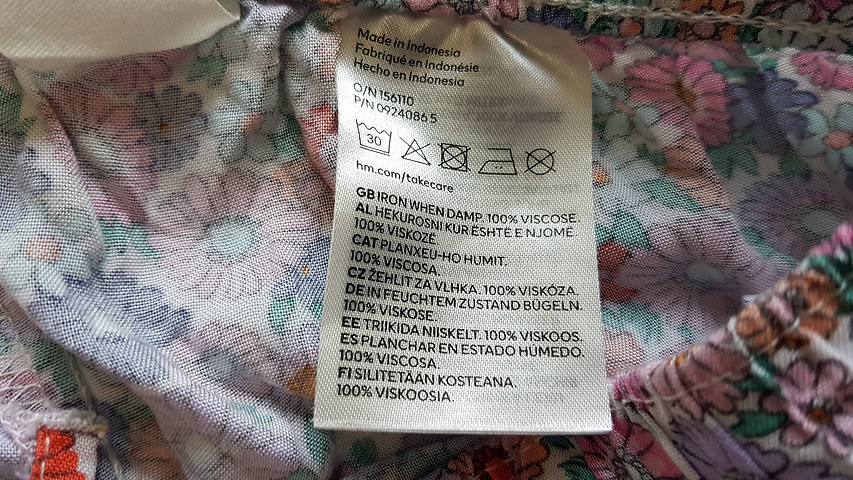 Made in Indonesia
Fabriqué en Indonésie
Hecho en Indonesia
O/N 156110
P/N 0924086 5
30
hm.com/takecare
GB IRON WHEN DAMP. 100% VISCOSE.
AL HEKUROSNI KUR ËSHTË E NJOMË.
100% VISKOZË.
CAT PLANXEU-HO HUMIT.
100% VISCOSA.
CZ ŽEHLIT ZA VLHKA. 100% VISKÓZA.
DE IN FEUCHTEM ZUSTAND BÜGELN.
100% VISKOSE.
EE TRIIKIDA NIISKELT. 100% VISKOOS.
ES PLANCHAR EN ESTADO HÚMEDO.
100% VISCOSA.
FI SILITETÄÄN KOSTEANA.
100% VISKOOSIA.